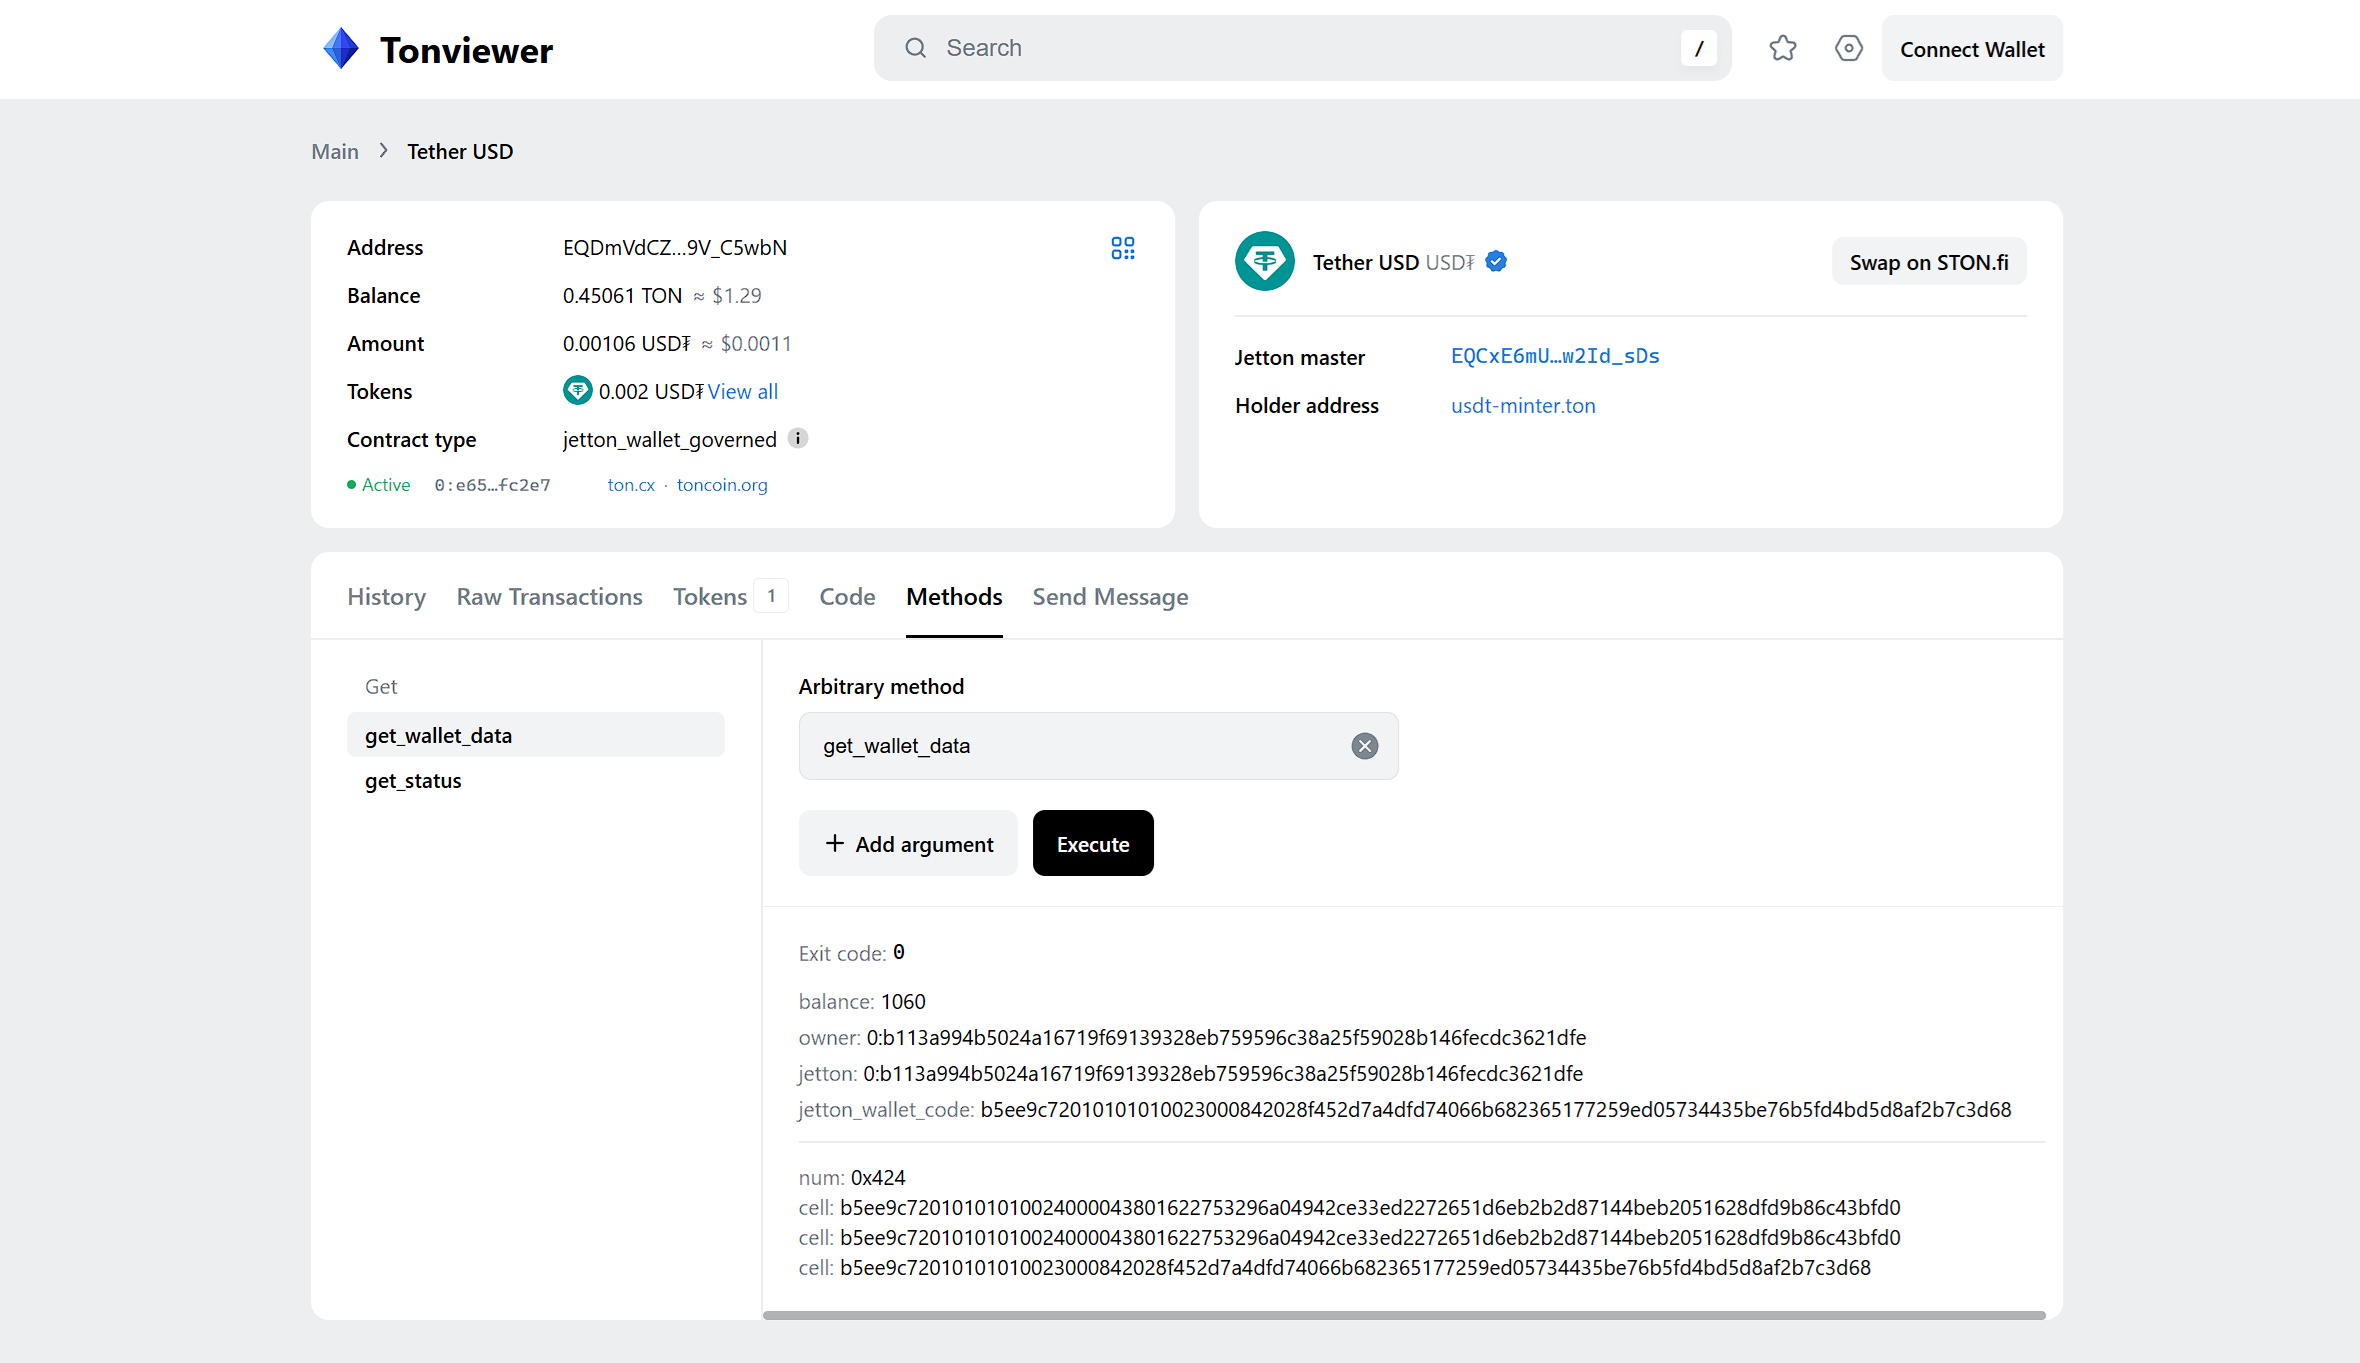 Tonviewer
Search
/
Connect Wallet
Main > Tether USD
Address EQDmVdCZ...9V_C5wbN
Balance 0.45061 TON ≈ $1.29
Amount 0.00106 USD₮ ≈ $0.0011
Tokens 0.002 USD₮ View all
Contract type jetton_wallet_governed i
Active 0:e65…fc2e7 ton.cx · toncoin.org
Tether USD USD₮
Swap on STON.fi
Jetton master EQCxE6mU…w2Id_sDs
Holder address usdt-minter.ton
History Raw Transactions Tokens 1 Code Methods Send Message
Get
get_wallet_data
get_status
Arbitrary method
get_wallet_data
+ Add argument
Execute
Exit code: 0
balance: 1060
owner: 0:b113a994b5024a16719f69139328eb759596c38a25f59028b146fecdc3621dfe
jetton: 0:b113a994b5024a16719f69139328eb759596c38a25f59028b146fecdc3621dfe
jetton_wallet_code: b5ee9c72010101010023000842028f452d7a4dfd74066b682365177259ed05734435be76b5fd4bd5d8af2b7c3d68
num: 0x424
cell: b5ee9c72010101010024000043801622753296a04942ce33ed2272651d6eb2b2d87144beb2051628dfd9b86c43bfd0
cell: b5ee9c72010101010024000043801622753296a04942ce33ed2272651d6eb2b2d87144beb2051628dfd9b86c43bfd0
cell: b5ee9c72010101010023000842028f452d7a4dfd74066b682365177259ed05734435be76b5fd4bd5d8af2b7c3d68